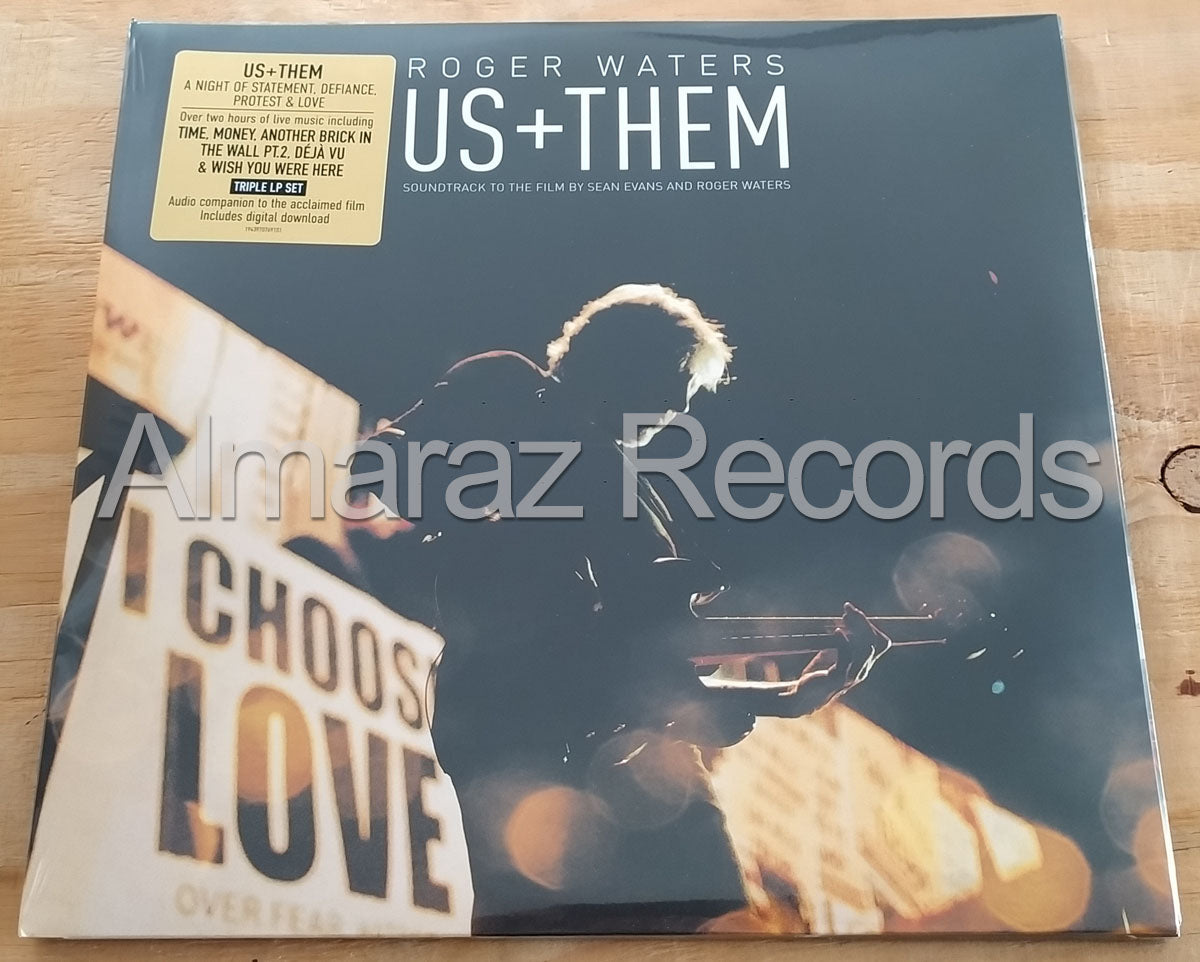 US+THEM
A NIGHT OF STATEMENT, DEFIANCE,
PROTEST & LOVE
Over two hours of live music including
TIME, MONEY, ANOTHER BRICK IN
THE WALL PT.2, DÉJÀ VU
& WISH YOU WERE HERE
TRIPLE LP SET
Audio companion to the acclaimed film
Includes digital download
19439707691S1
ROGER WATERS
US+THEM
SOUNDTRACK TO THE FILM BY SEAN EVANS AND ROGER WATERS
Almaraz Records
I CHOOSE
LOVE
OVER FEAR